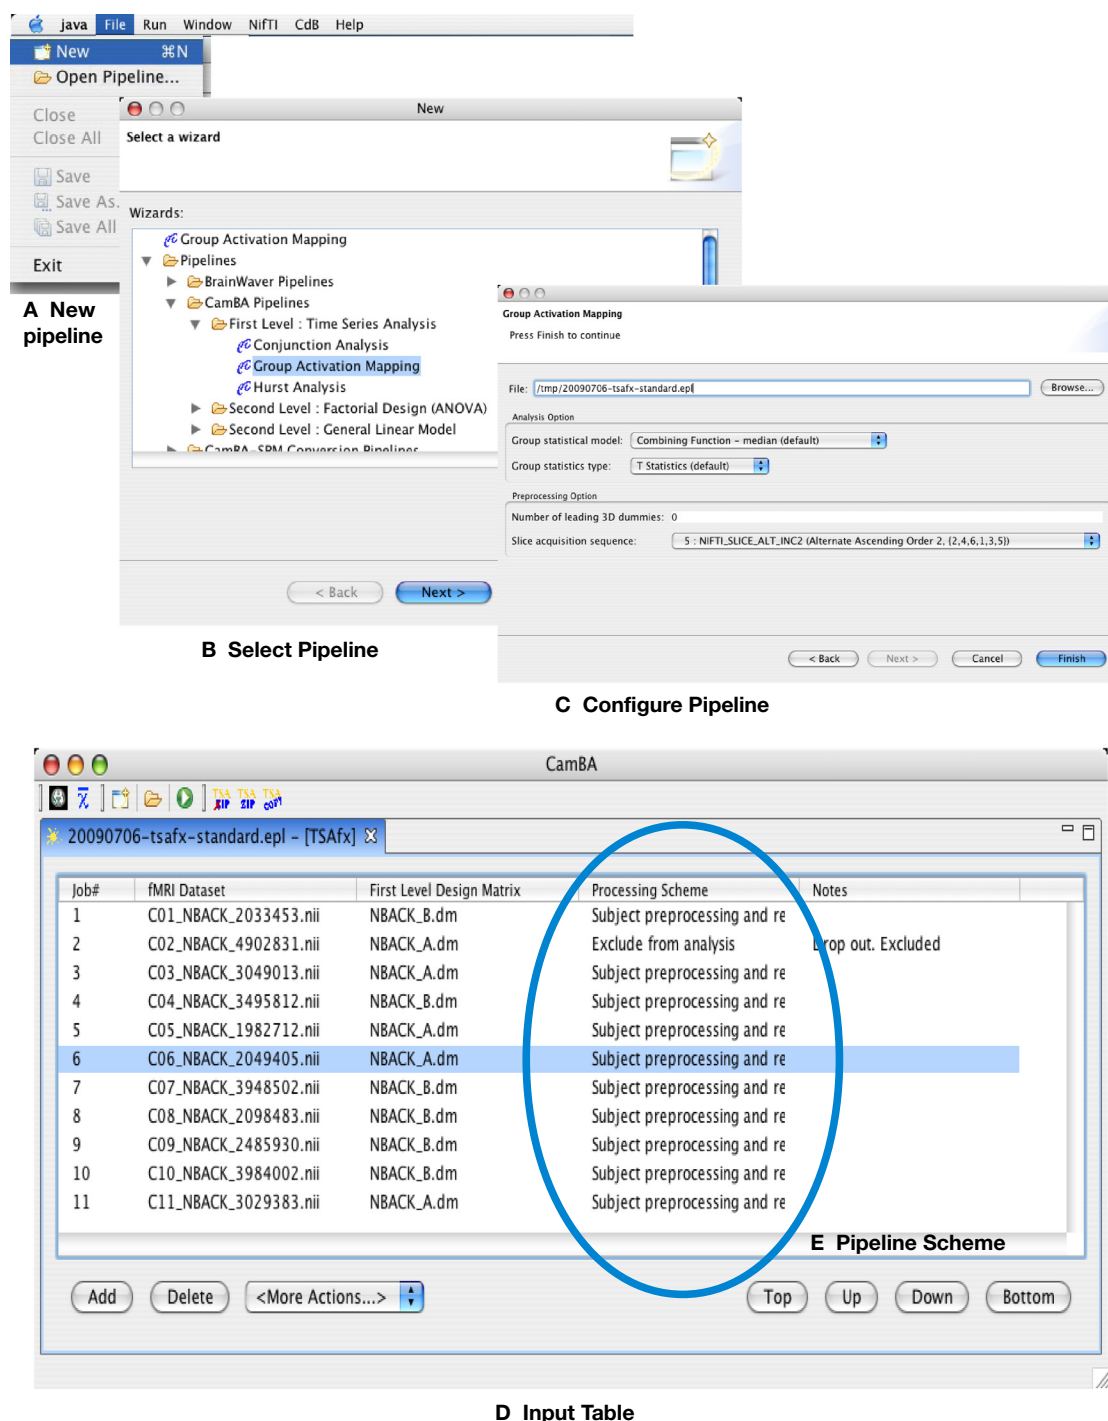 java File Run Window NifTI CdB Help
New ⌘N
Open Pipeline...
Close
Close All
Save
Save As.
Save All
Exit
A New
pipeline
New
Select a wizard
Wizards:
Group Activation Mapping
Pipelines
BrainWaver Pipelines
CamBA Pipelines
First Level : Time Series Analysis
Conjunction Analysis
Group Activation Mapping
Hurst Analysis
Second Level : Factorial Design (ANOVA)
Second Level : General Linear Model
CamBA-SPM Conversion Pipelines
< Back Next >
B Select Pipeline
Group Activation Mapping
Press Finish to continue
File: /tmp/20090706-tsafx-standard.epl Browse...
Analysis Option
Group statistical model: Combining Function - median (default)
Group statistics type: T Statistics (default)
Preprocessing Option
Number of leading 3D dummies: 0
Slice acquisition sequence: 5 : NIFTI_SLICE_ALT_INC2 (Alternate Ascending Order 2, {2,4,6,1,3,5})
< Back Next > Cancel Finish
C Configure Pipeline
CamBA
TSA XIP TSA ZIP TSA COPY
20090706-tsafx-standard.epl - [TSAfx]
Job# fMRI Dataset First Level Design Matrix Processing Scheme Notes
1 C01_NBACK_2033453.nii NBACK_B.dm Subject preprocessing and re
2 C02_NBACK_4902831.nii NBACK_A.dm Exclude from analysis Drop out. Excluded
3 C03_NBACK_3049013.nii NBACK_A.dm Subject preprocessing and re
4 C04_NBACK_3495812.nii NBACK_B.dm Subject preprocessing and re
5 C05_NBACK_1982712.nii NBACK_A.dm Subject preprocessing and re
6 C06_NBACK_2049405.nii NBACK_A.dm Subject preprocessing and re
7 C07_NBACK_3948502.nii NBACK_B.dm Subject preprocessing and re
8 C08_NBACK_2098483.nii NBACK_B.dm Subject preprocessing and re
9 C09_NBACK_2485930.nii NBACK_B.dm Subject preprocessing and re
10 C10_NBACK_3984002.nii NBACK_B.dm Subject preprocessing and re
11 C11_NBACK_3029383.nii NBACK_A.dm Subject preprocessing and re
E Pipeline Scheme
Add Delete <More Actions...> Top Up Down Bottom
D Input Table